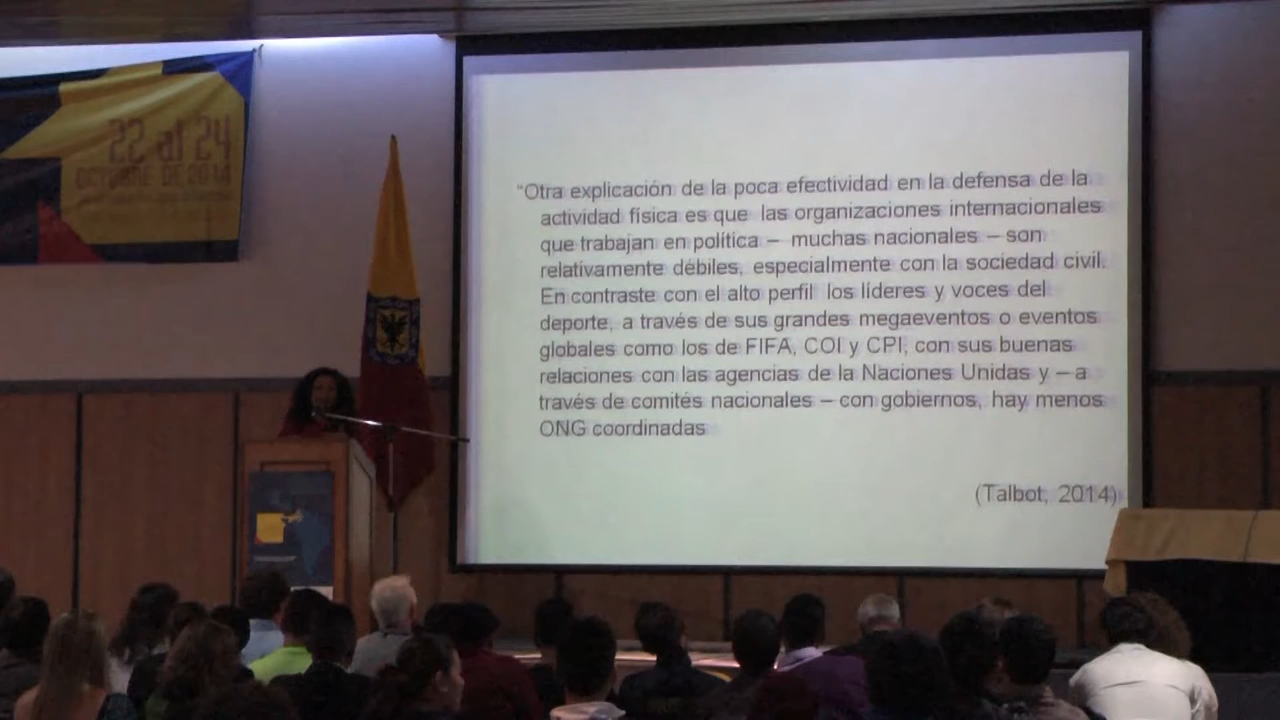 22 al 24
OCTUBRE DE 2014
“Otra explicación de la poca efectividad en la defensa de la
actividad física es que las organizaciones internacionales
que trabajan en política – muchas nacionales – son
relativamente débiles, especialmente con la sociedad civil.
En contraste con el alto perfil los líderes y voces del
deporte, a través de sus grandes megaeventos o eventos
globales como los de FIFA, COI y CPI, con sus buenas
relaciones con las agencias de la Naciones Unidas y – a
través de comités nacionales – con gobiernos, hay menos
ONG coordinadas
(Talbot, 2014)